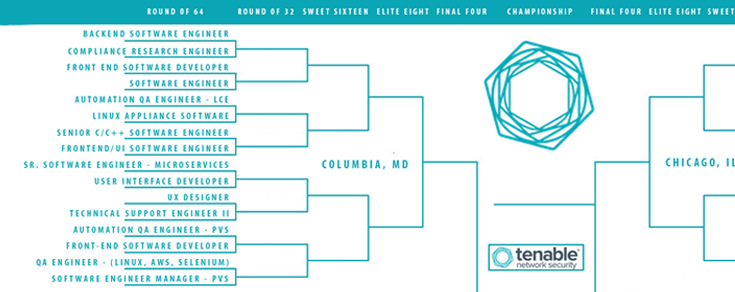 ROUND OF 64 ROUND OF 32 SWEET SIXTEEN ELITE EIGHT FINAL FOUR CHAMPIONSHIP FINAL FOUR ELITE EIGHT SWEET
BACKEND SOFTWARE ENGINEER
COMPLIANCE RESEARCH ENGINEER
FRONT END SOFTWARE DEVELOPER
SOFTWARE ENGINEER
AUTOMATION QA ENGINEER - LCE
LINUX APPLIANCE SOFTWARE
SENIOR C/C++ SOFTWARE ENGINEER
FRONTEND/UI SOFTWARE ENGINEER
SR. SOFTWARE ENGINEER - MICROSERVICES
USER INTERFACE DEVELOPER
UX DESIGNER
TECHNICAL SUPPORT ENGINEER II
AUTOMATION QA ENGINEER - PVS
FRONT-END SOFTWARE DEVELOPER
QA ENGINEER - (LINUX, AWS, SELENIUM)
SOFTWARE ENGINEER MANAGER - PVS
COLUMBIA, MD
CHICAGO, IL
tenable
network security